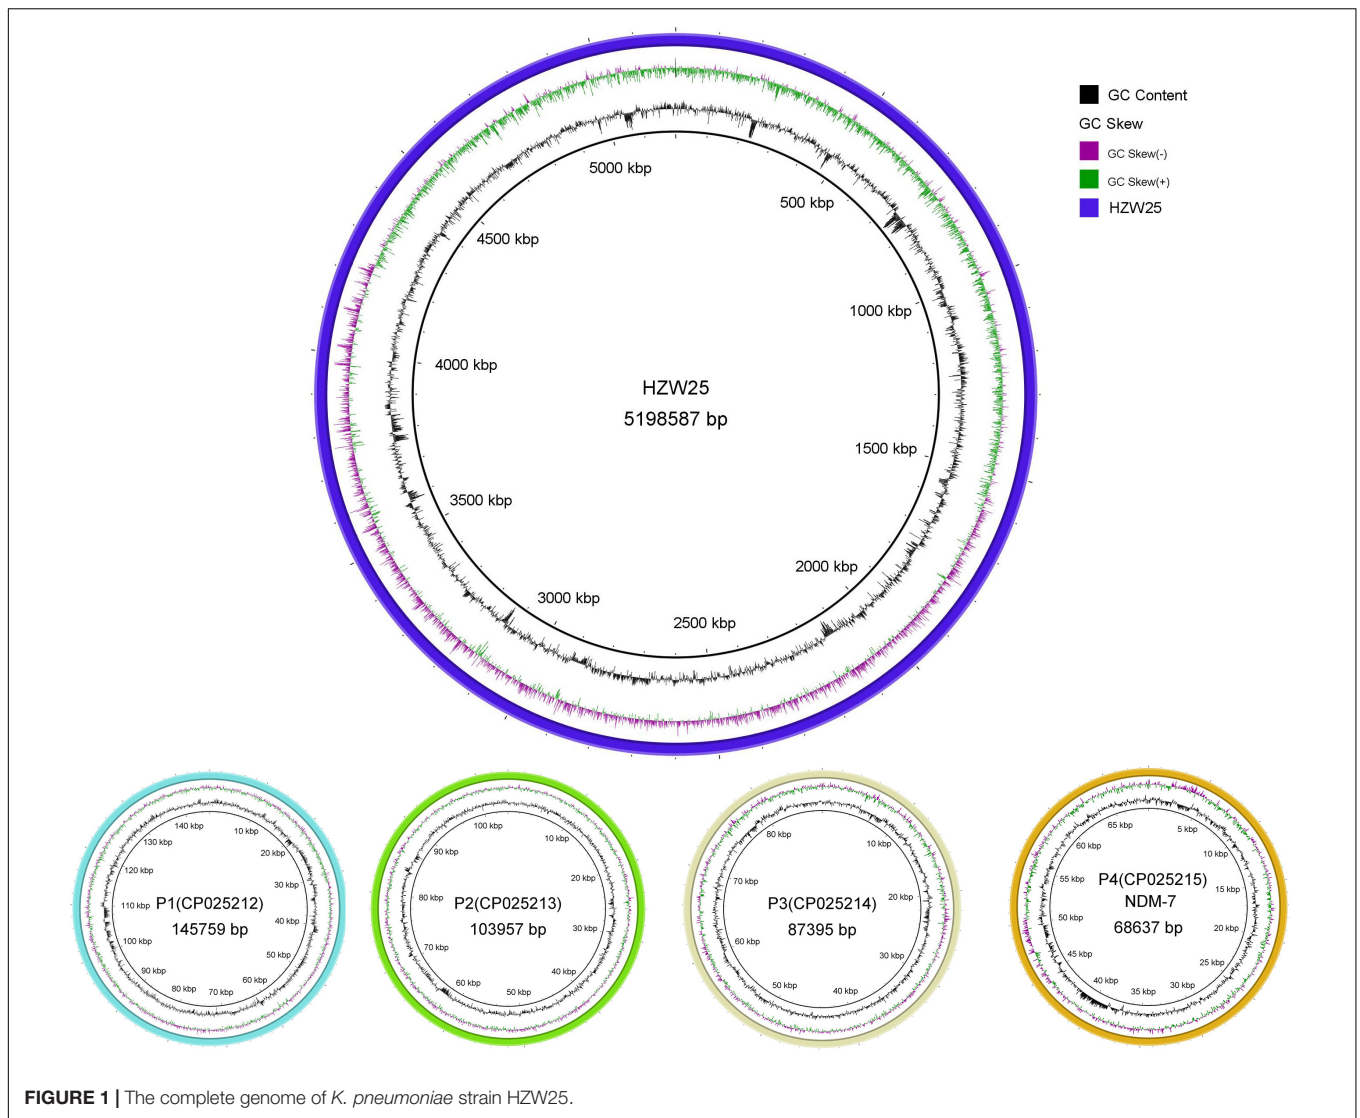 GC Content
GC Skew
GC Skew(-)
GC Skew(+)
HZW25
5000 kbp
500 kbp
4500 kbp
1000 kbp
4000 kbp
HZW25
5198587 bp
1500 kbp
3500 kbp
2000 kbp
3000 kbp
2500 kbp
140 kbp
10 kbp
130 kbp
20 kbp
120 kbp
30 kbp
P1(CP025212)
110 kbp
40 kbp
145759 bp
100 kbp
50 kbp
90 kbp
60 kbp
80 kbp
70 kbp
100 kbp
10 kbp
90 kbp
20 kbp
80 kbp
P2(CP025213)
103957 bp
30 kbp
70 kbp
40 kbp
60 kbp
50 kbp
80 kbp
10 kbp
70 kbp
20 kbp
P3(CP025214)
87395 bp
60 kbp
30 kbp
50 kbp
40 kbp
65 kbp
5 kbp
60 kbp
10 kbp
55 kbp
P4(CP025215)
15 kbp
NDM-7
50 kbp
68637 bp
20 kbp
45 kbp
25 kbp
40 kbp
30 kbp
35 kbp
FIGURE 1 | The complete genome of K. pneumoniae strain HZW25.